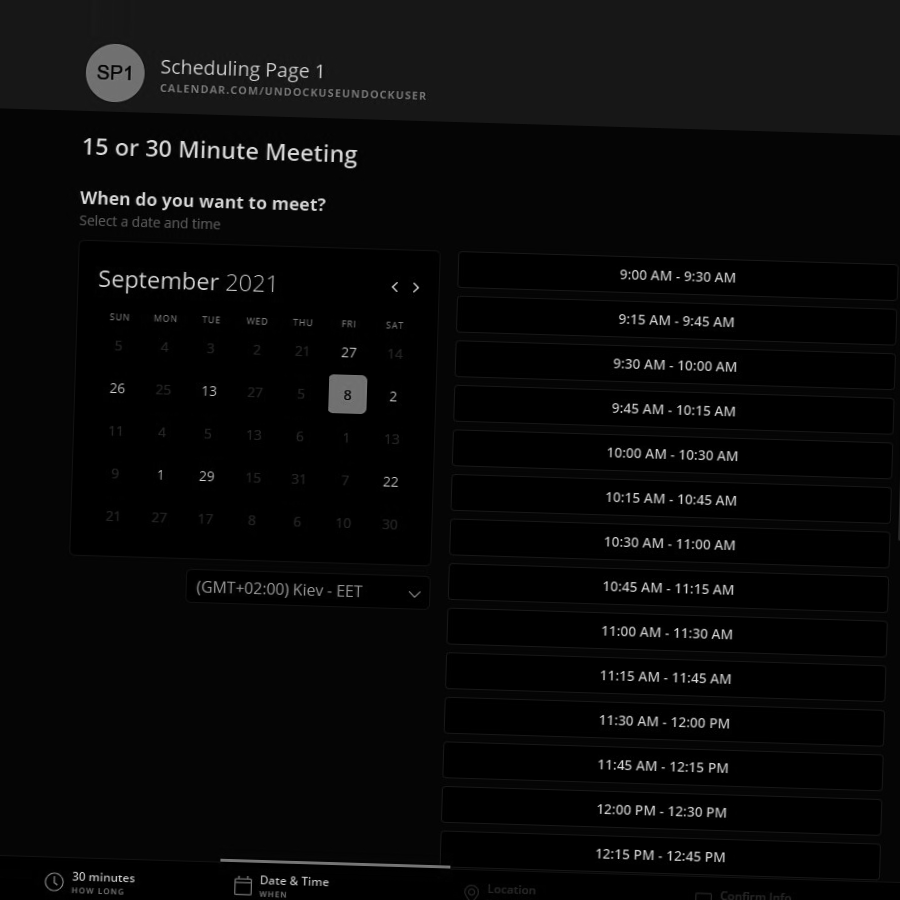 SP1
Scheduling Page 1
CALENDAR.COM/UNDOCKUSEUNDOCKUSER
15 or 30 Minute Meeting
When do you want to meet?
Select a date and time
September 2021
SUN MON TUE WED THU FRI SAT
5 4 3 2 21 27 14
26 25 13 27 5 8 2
11 4 5 13 6 1 13
9 1 29 15 31 7 22
21 27 17 8 6 10 30
(GMT+02:00) Kiev - EET
9:00 AM - 9:30 AM
9:15 AM - 9:45 AM
9:30 AM - 10:00 AM
9:45 AM - 10:15 AM
10:00 AM - 10:30 AM
10:15 AM - 10:45 AM
10:30 AM - 11:00 AM
10:45 AM - 11:15 AM
11:00 AM - 11:30 AM
11:15 AM - 11:45 AM
11:30 AM - 12:00 PM
11:45 AM - 12:15 PM
12:00 PM - 12:30 PM
12:15 PM - 12:45 PM
30 minutes
HOW LONG
Date & Time
WHEN
Location
Confirm Info